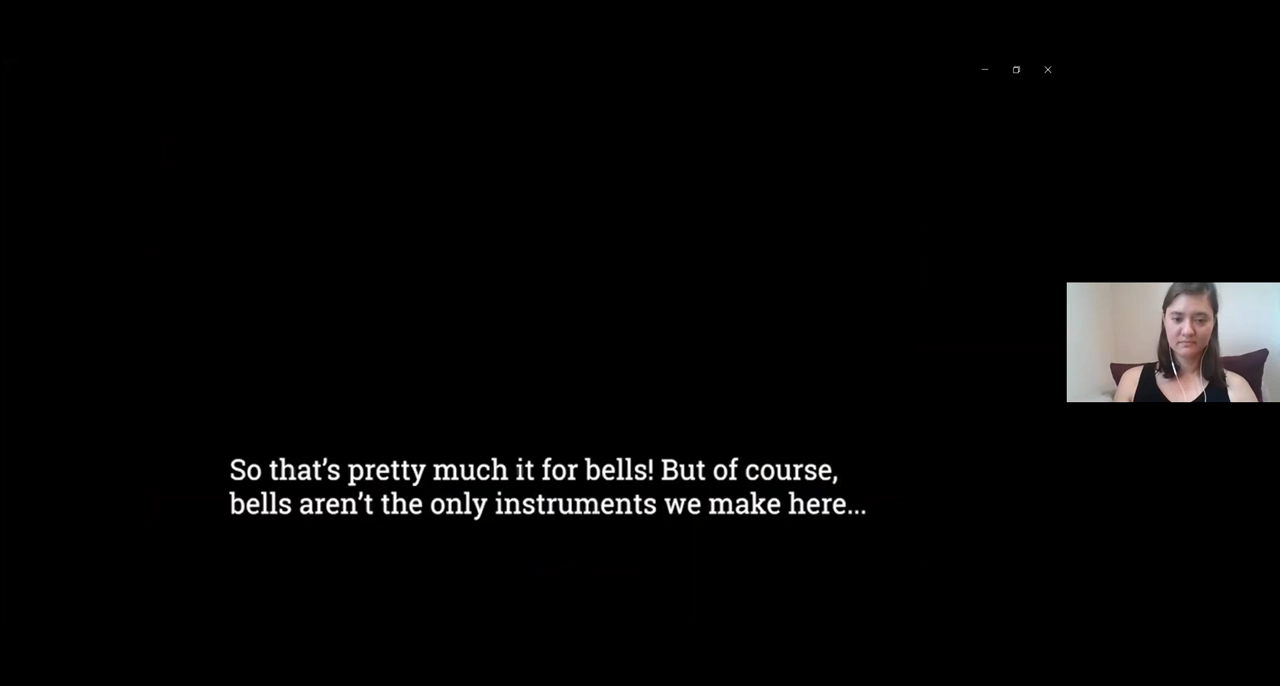 So that’s pretty much it for bells! But of course,
bells aren’t the only instruments we make here...